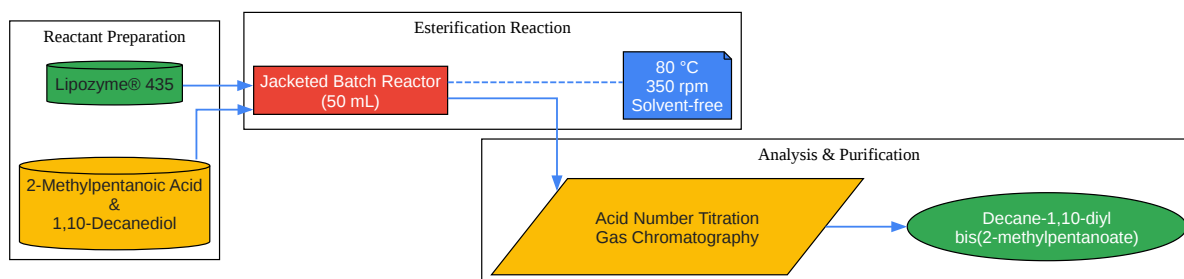 Reactant Preparation
Lipozyme® 435
2-Methylpentanoic Acid
&
1,10-Decanediol
Esterification Reaction
Jacketed Batch Reactor
(50 mL)
80 °C
350 rpm
Solvent-free
Analysis & Purification
Acid Number Titration
Gas Chromatography
Decane-1,10-diyl
bis(2-methylpentanoate)